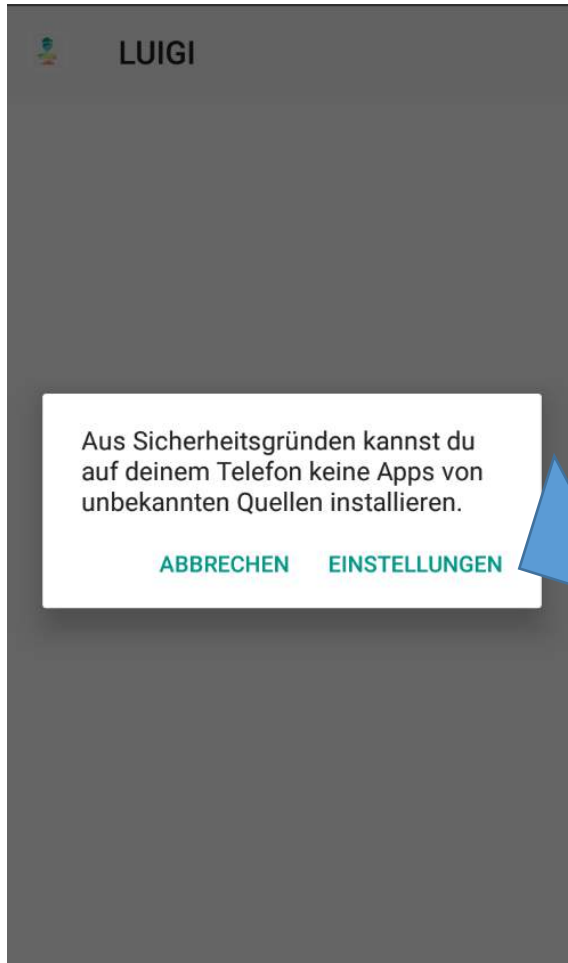 LUIGI
Aus Sicherheitsgründen kannst du
auf deinem Telefon keine Apps von
unbekannten Quellen installieren.
ABBRECHEN EINSTELLUNGEN